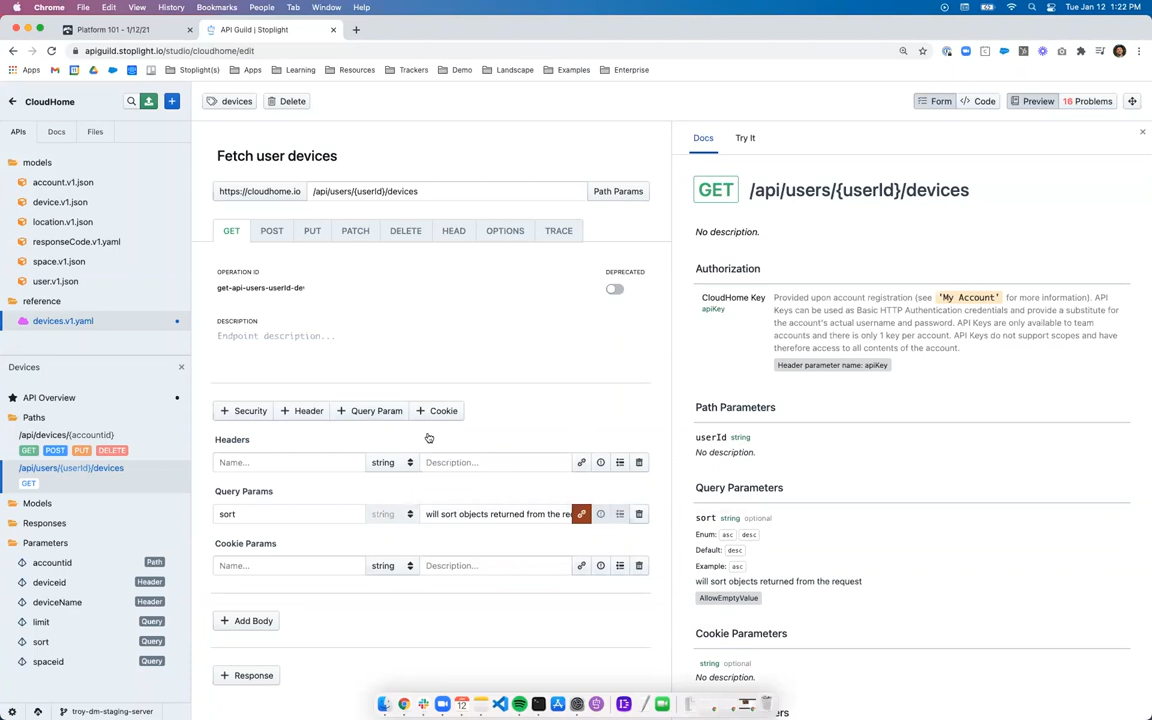 Chrome File Edit View History Bookmarks People Tab Window Help Tue Jan 12 1:22 PM
Platform 101 - 1/12/21 API Guild | Stoplight
apiguild.stoplight.io/studio/cloudhome/edit
Apps Stoplight(s) Apps Learning Resources Trackers Demo Landscape Examples Enterprise
CloudHome devices Delete Form Code Preview 16 Problems
APIs Docs Files
models
account.v1.json
device.v1.json
location.v1.json
responseCode.v1.yaml
space.v1.json
user.v1.json
reference
devices.v1.yaml
Devices
API Overview
Paths
/api/devices/{accountid}
GET POST PUT DELETE
/api/users/{userId}/devices
GET
Models
Responses
Parameters
accountid Path
deviceid Header
deviceName Header
limit Query
sort Query
spaceid Query
troy-dm-staging-server
Fetch user devices
https://cloudhome.io /api/users/{userId}/devices Path Params
GET POST PUT PATCH DELETE HEAD OPTIONS TRACE
OPERATION ID DEPRECATED
get-api-users-userId-de
DESCRIPTION
Endpoint description...
Security Header Query Param Cookie
Headers
Name... string Description...
Query Params
sort string will sort objects returned from the re
Cookie Params
Name... string Description...
Add Body
Response
Docs Try It
GET /api/users/{userId}/devices
No description.
Authorization
CloudHome Key Provided upon account registration (see 'My Account' for more information). API
apiKey Keys can be used as Basic HTTP Authentication credentials and provide a substitute for
the account's actual username and password. API Keys are only available to team
accounts and there is only 1 key per account. API Keys do not support scopes and have
therefore access to all contents of the account.
Header parameter name: apiKey
Path Parameters
userId string
No description.
Query Parameters
sort string optional
Enum: asc desc
Default: desc
Example: asc
will sort objects returned from the request
AllowEmptyValue
Cookie Parameters
string optional
No description.